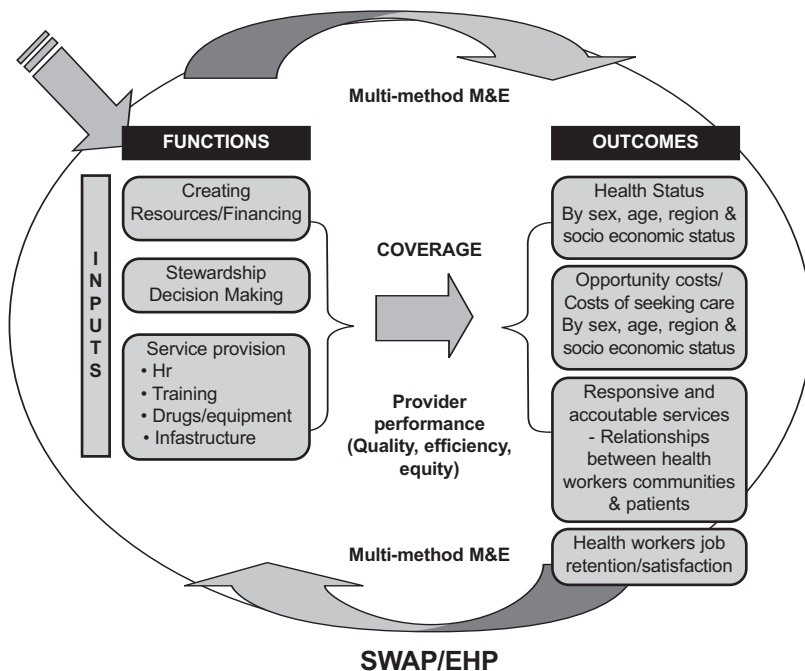 Multi-method M&E
FUNCTIONS
INPUTS
Creating
Resources/Financing
Stewardship
Decision Making
Service provision
• Hr
• Training
• Drugs/equipment
• Infastructure
COVERAGE
Provider
performance
(Quality, efficiency,
equity)
OUTCOMES
Health Status
By sex, age, region &
socio economic status
Opportunity costs/
Costs of seeking care
By sex, age, region &
socio economic status
Responsive and
accoutable services
- Relationships
between health
workers communities
& patients
Health workers job
retention/satisfaction
Multi-method M&E
SWAP/EHP